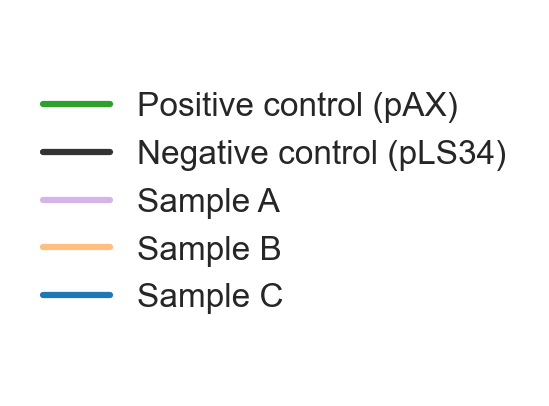 Positive control (pAX)
Negative control (pLS34)
Sample A
Sample B
Sample C